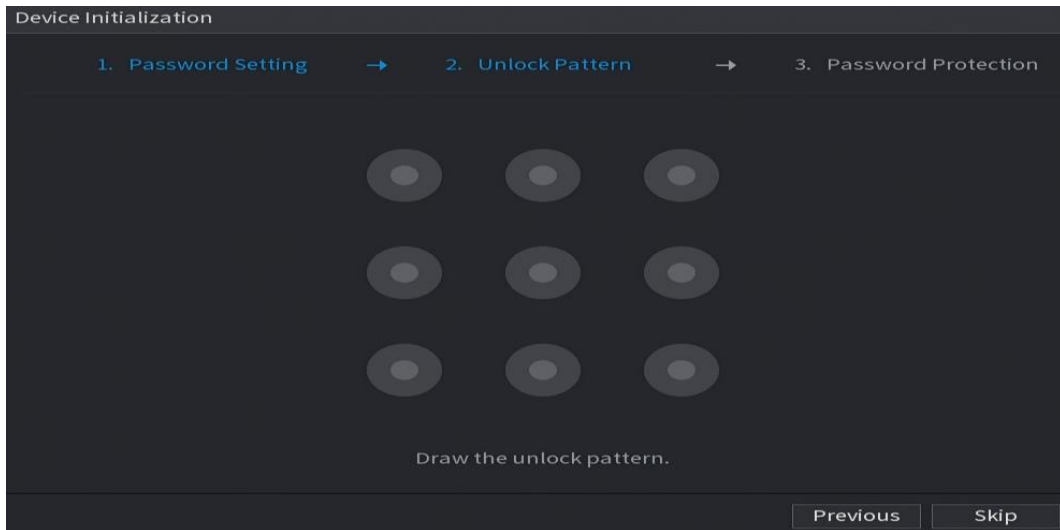 Device Initialization
1. Password Setting → 2. Unlock Pattern → 3. Password Protection
Draw the unlock pattern.
Previous Skip